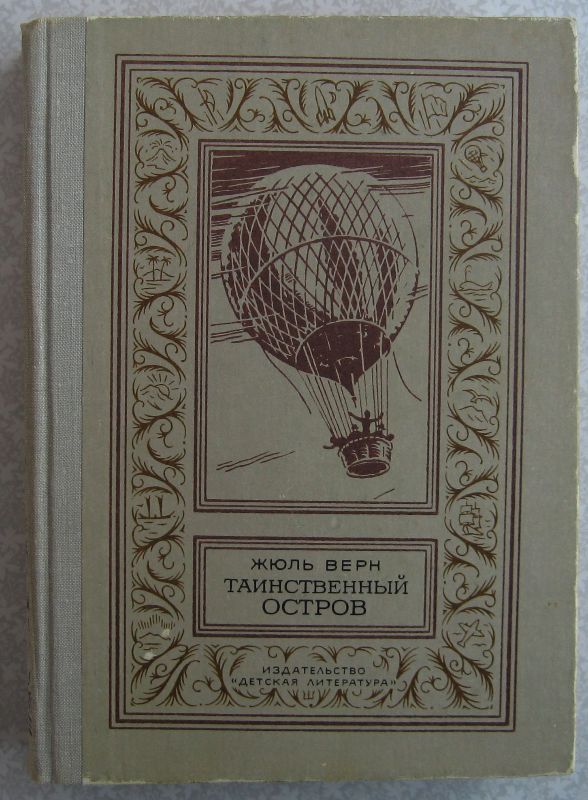 ЖЮЛЬ ВЕРН
ТАИНСТВЕННЫЙ
ОСТРОВ
ИЗДАТЕЛЬСТВО
"ДЕТСКАЯ ЛИТЕРАТУРА"